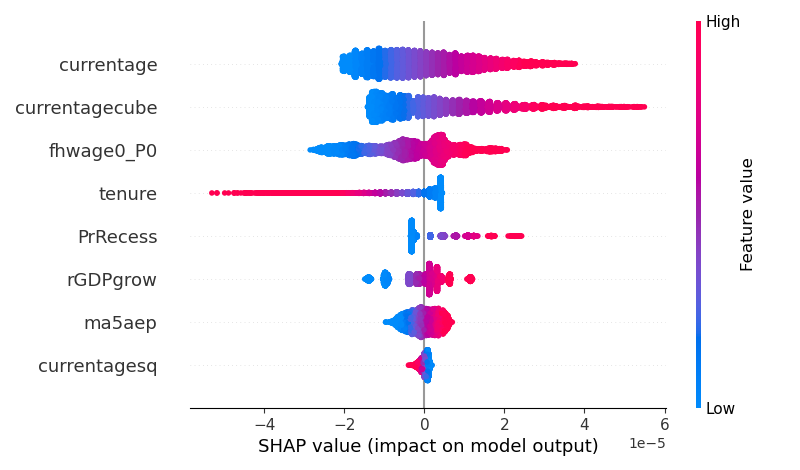 High
currentage
currentagecube
fhwage0_P0
tenure
PrRecess
rGDPgrow
ma5aep
currentagesq
Feature value
Low
−4 −2 0 2 4 6
1e−5
SHAP value (impact on model output)